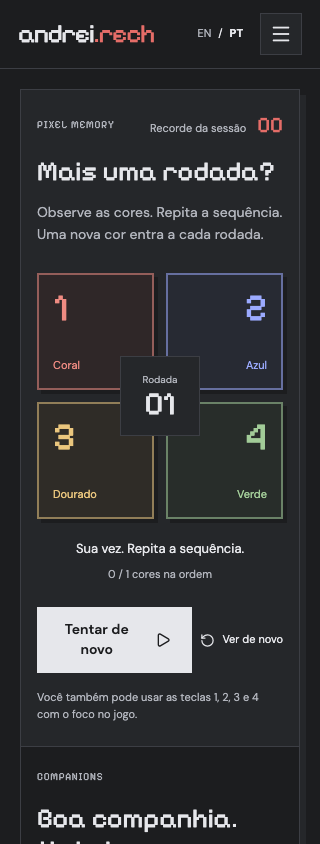 andrei.rech
EN / PT
PIXEL MEMORY
Recorde da sessão 00
Mais uma rodada?
Observe as cores. Repita a sequência.
Uma nova cor entra a cada rodada.
1
Coral
2
Azul
Rodada
01
3
Dourado
4
Verde
Sua vez. Repita a sequência.
0 / 1 cores na ordem
Tentar de
novo
Ver de novo
Você também pode usar as teclas 1, 2, 3 e 4
com o foco no jogo.
COMPANIONS
Boa companhia.